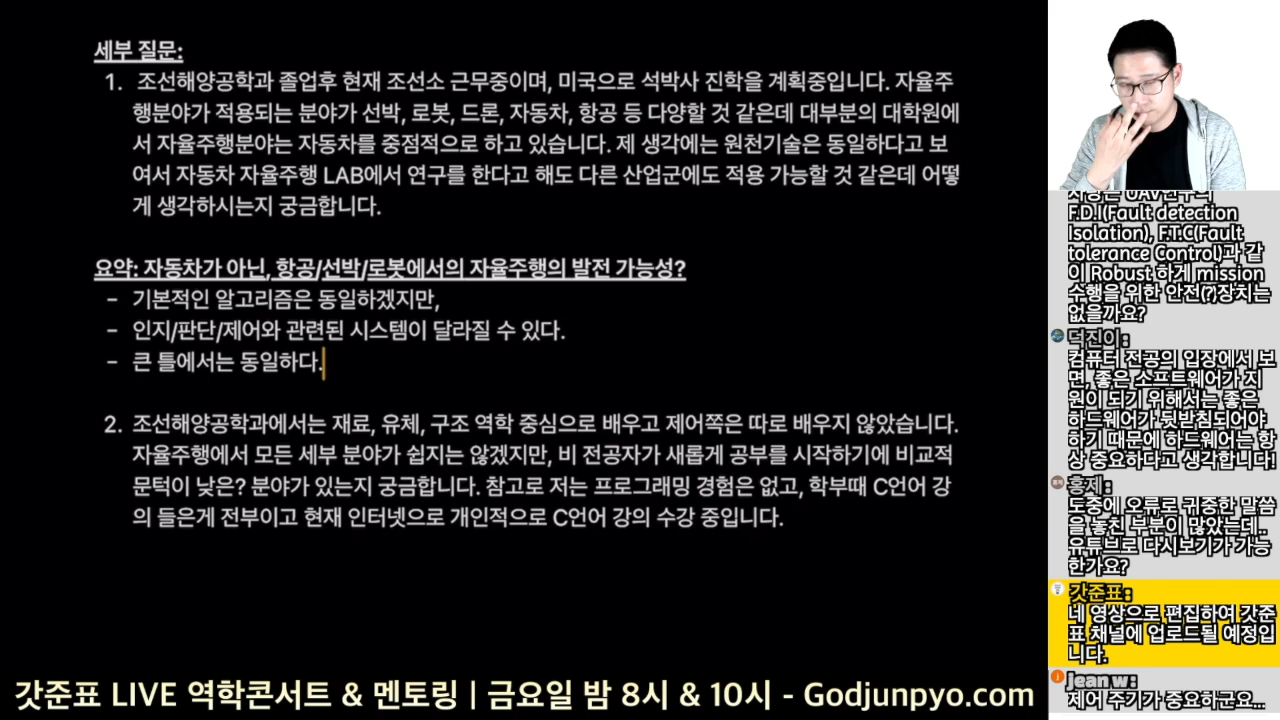 세부 질문:
1. 조선해양공학과 졸업후 현재 조선소 근무중이며, 미국으로 석박사 진학을 계획중입니다. 자율주
행분야가 적용되는 분야가 선박, 로봇, 드론, 자동차, 항공 등 다양할 것 같은데 대부분의 대학원에
서 자율주행분야는 자동차를 중점적으로 하고 있습니다. 제 생각에는 원천기술은 동일하다고 보
여서 자동차 자율주행 LAB에서 연구를 한다고 해도 다른 산업군에도 적용 가능할 것 같은데 어떻
게 생각하시는지 궁금합니다.
요약: 자동차가 아닌, 항공/선박/로봇에서의 자율주행의 발전 가능성?
- 기본적인 알고리즘은 동일하겠지만,
- 인지/판단/제어와 관련된 시스템이 달라질 수 있다.
- 큰 틀에서는 동일하다.
2. 조선해양공학과에서는 재료, 유체, 구조 역학 중심으로 배우고 제어쪽은 따로 배우지 않았습니다.
자율주행에서 모든 세부 분야가 쉽지는 않겠지만, 비 전공자가 새롭게 공부를 시작하기에 비교적
문턱이 낮은? 분야가 있는지 궁금합니다. 참고로 저는 프로그래밍 경험은 없고, 학부때 C언어 강
의 들은게 전부이고 현재 인터넷으로 개인적으로 C언어 강의 수강 중입니다.
갓준표 LIVE 역학콘서트 & 멘토링 | 금요일 밤 8시 & 10시 - Godjunpyo.com
F.D.I(Fault detection
Isolation), F.T.C(Fault
tolerance Control)과 같
이 Robust 하게 mission
수행을 위한 안전(?)장치는
없을까요?
덕진이:
컴퓨터 전공의 입장에서 보
면, 좋은 소프트웨어가 지
원이 되기 위해서는 좋은
하드웨어가 뒷받침되어야
하기 때문에 하드웨어는 항
상 중요하다고 생각합니다!
홍제:
도중에 오류로 귀중한 말씀
을 놓친 부분이 많았는데..
유튜브로 다시보기가 가능
한가요?
갓준표:
네 영상으로 편집하여 갓준
표 채널에 업로드될 예정입
니다.
jean w:
제어 주기가 중요하군요...